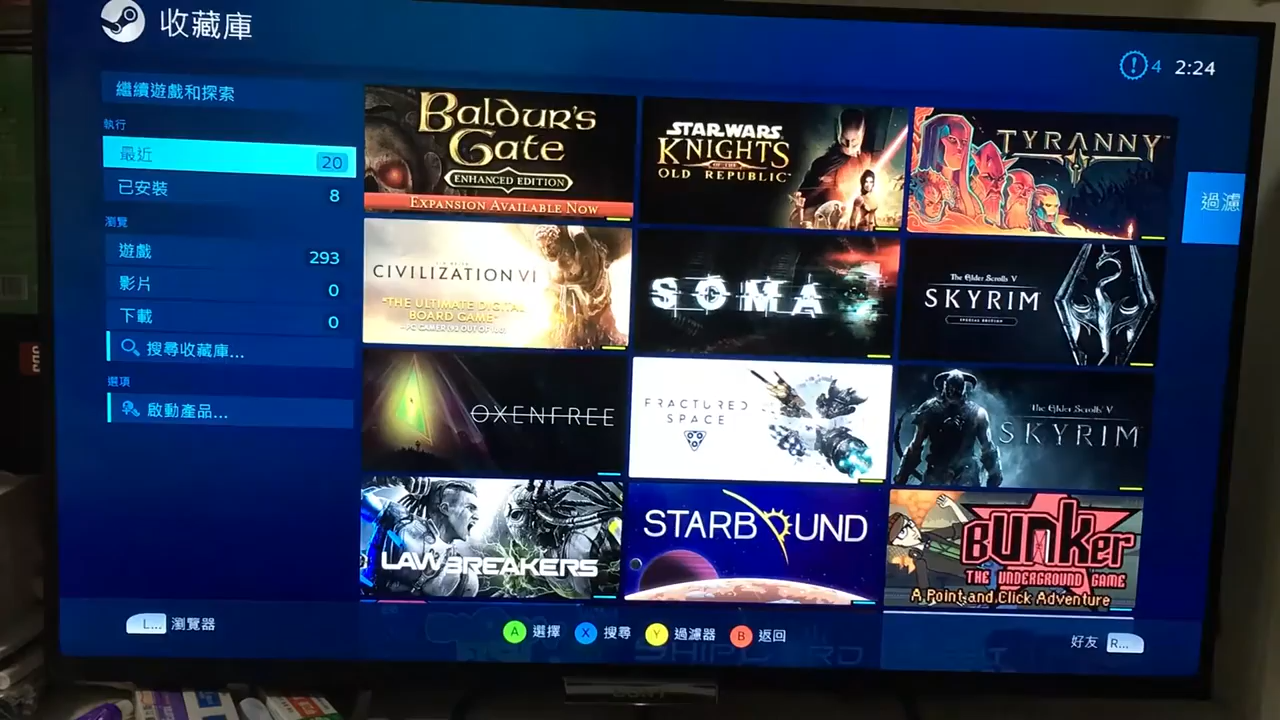 收藏庫
4 2:24
繼續遊戲和探索
執行
最近 20
已安裝 8
瀏覽
遊戲 293
影片 0
下載 0
搜尋收藏庫...
選項
啟動產品...
BALDUR'S GATE
ENHANCED EDITION
EXPANSION AVAILABLE NOW
STAR WARS
KNIGHTS
OF THE
OLD REPUBLIC
TYRANNY
過濾
CIVILIZATION VI
"THE ULTIMATE DIGITAL
BOARD GAME"
SOMA
The Elder Scrolls V
SKYRIM
SPECIAL EDITION
OXENFREE
FRACTURED
SPACE
The Elder Scrolls V
SKYRIM
LAWBREAKERS
STARBOUND
BUNKER
THE UNDERGROUND GAME
A Point and Click Adventure
L... 瀏覽器
A 選擇 X 搜尋 Y 過濾器 B 返回
好友 R...
SONY